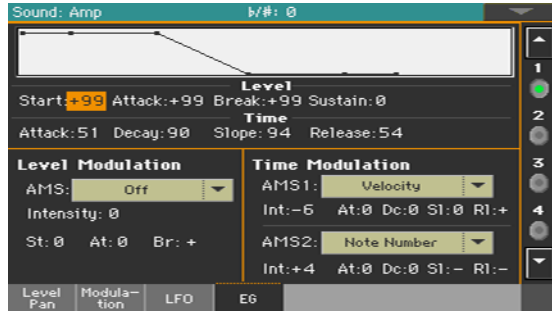 Sound: Amp ♭/#: 0
Level
Start:+99 Attack:+99 Break:+99 Sustain:0
Time
Attack:51 Decay:90 Slope:94 Release:54
Level Modulation
AMS: Off
Intensity: 0
St:0 At:0 Br:+
Time Modulation
AMS1: Velocity
Int:-6 At:0 Dc:0 Sl:0 Rl:+
AMS2: Note Number
Int:+4 At:0 Dc:0 Sl:- Rl:-
1
2
3
4
Level Pan
Modula-
tion
LFO
EG